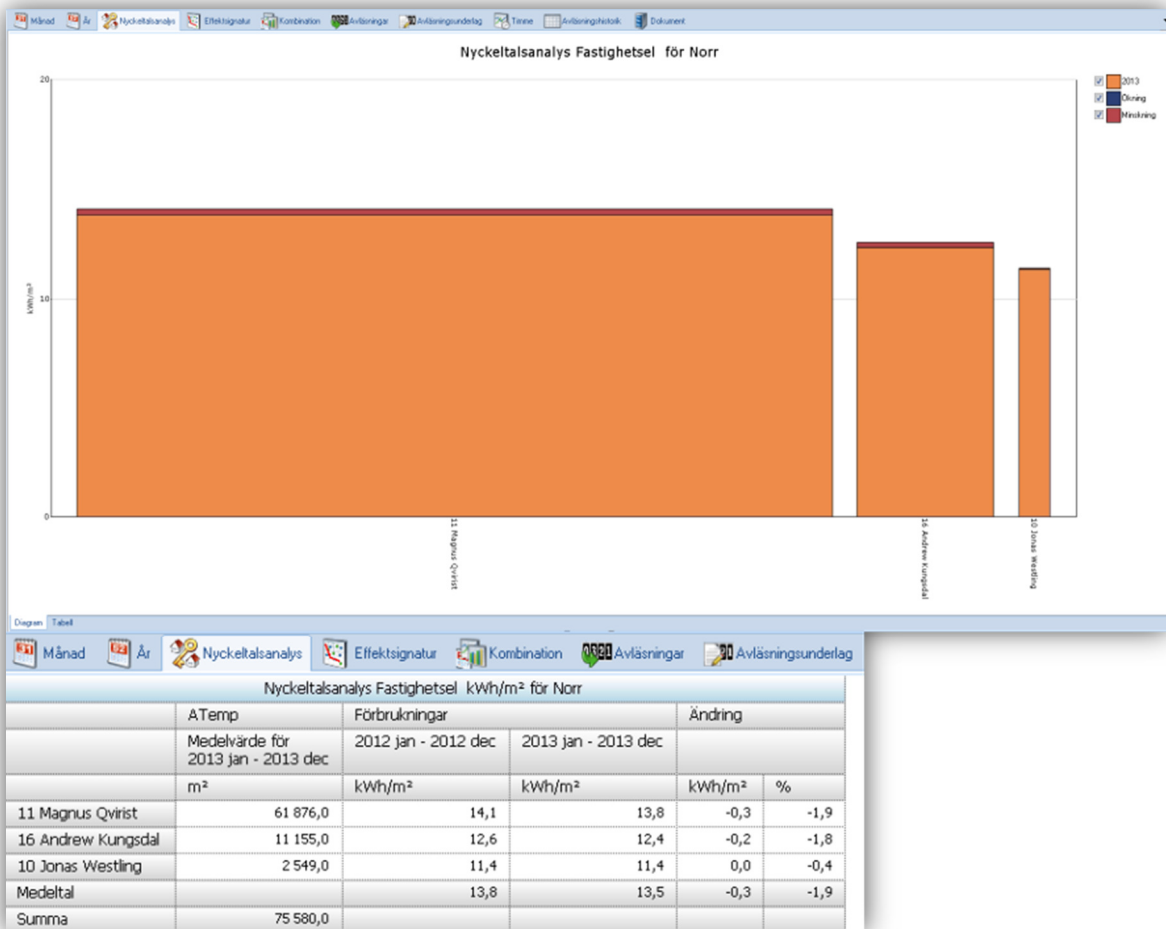 Månad År Nyckeltalsanalys Effektsignatur Kombination Avläsningar Avläsningsunderlag Timme Avläsningshistorik Dokument
Nyckeltalsanalys Fastighetsel för Norr
2013
Ökning
Minskning
20
10
0
kWh/m²
11 Magnus Qvirist
16 Andrew Kungsdal
10 Jonas Westling
Diagram Tabell
Månad År Nyckeltalsanalys Effektsignatur Kombination Avläsningar Avläsningsunderlag
Nyckeltalsanalys Fastighetsel kWh/m² för Norr
ATemp Förbrukningar Ändring
Medelvärde för 2012 jan - 2012 dec 2013 jan - 2013 dec
2013 jan - 2013 dec
m² kWh/m² kWh/m² kWh/m² %
11 Magnus Qvirist 61 876,0 14,1 13,8 -0,3 -1,9
16 Andrew Kungsdal 11 155,0 12,6 12,4 -0,2 -1,8
10 Jonas Westling 2 549,0 11,4 11,4 0,0 -0,4
Medeltal 13,8 13,5 -0,3 -1,9
Summa 75 580,0